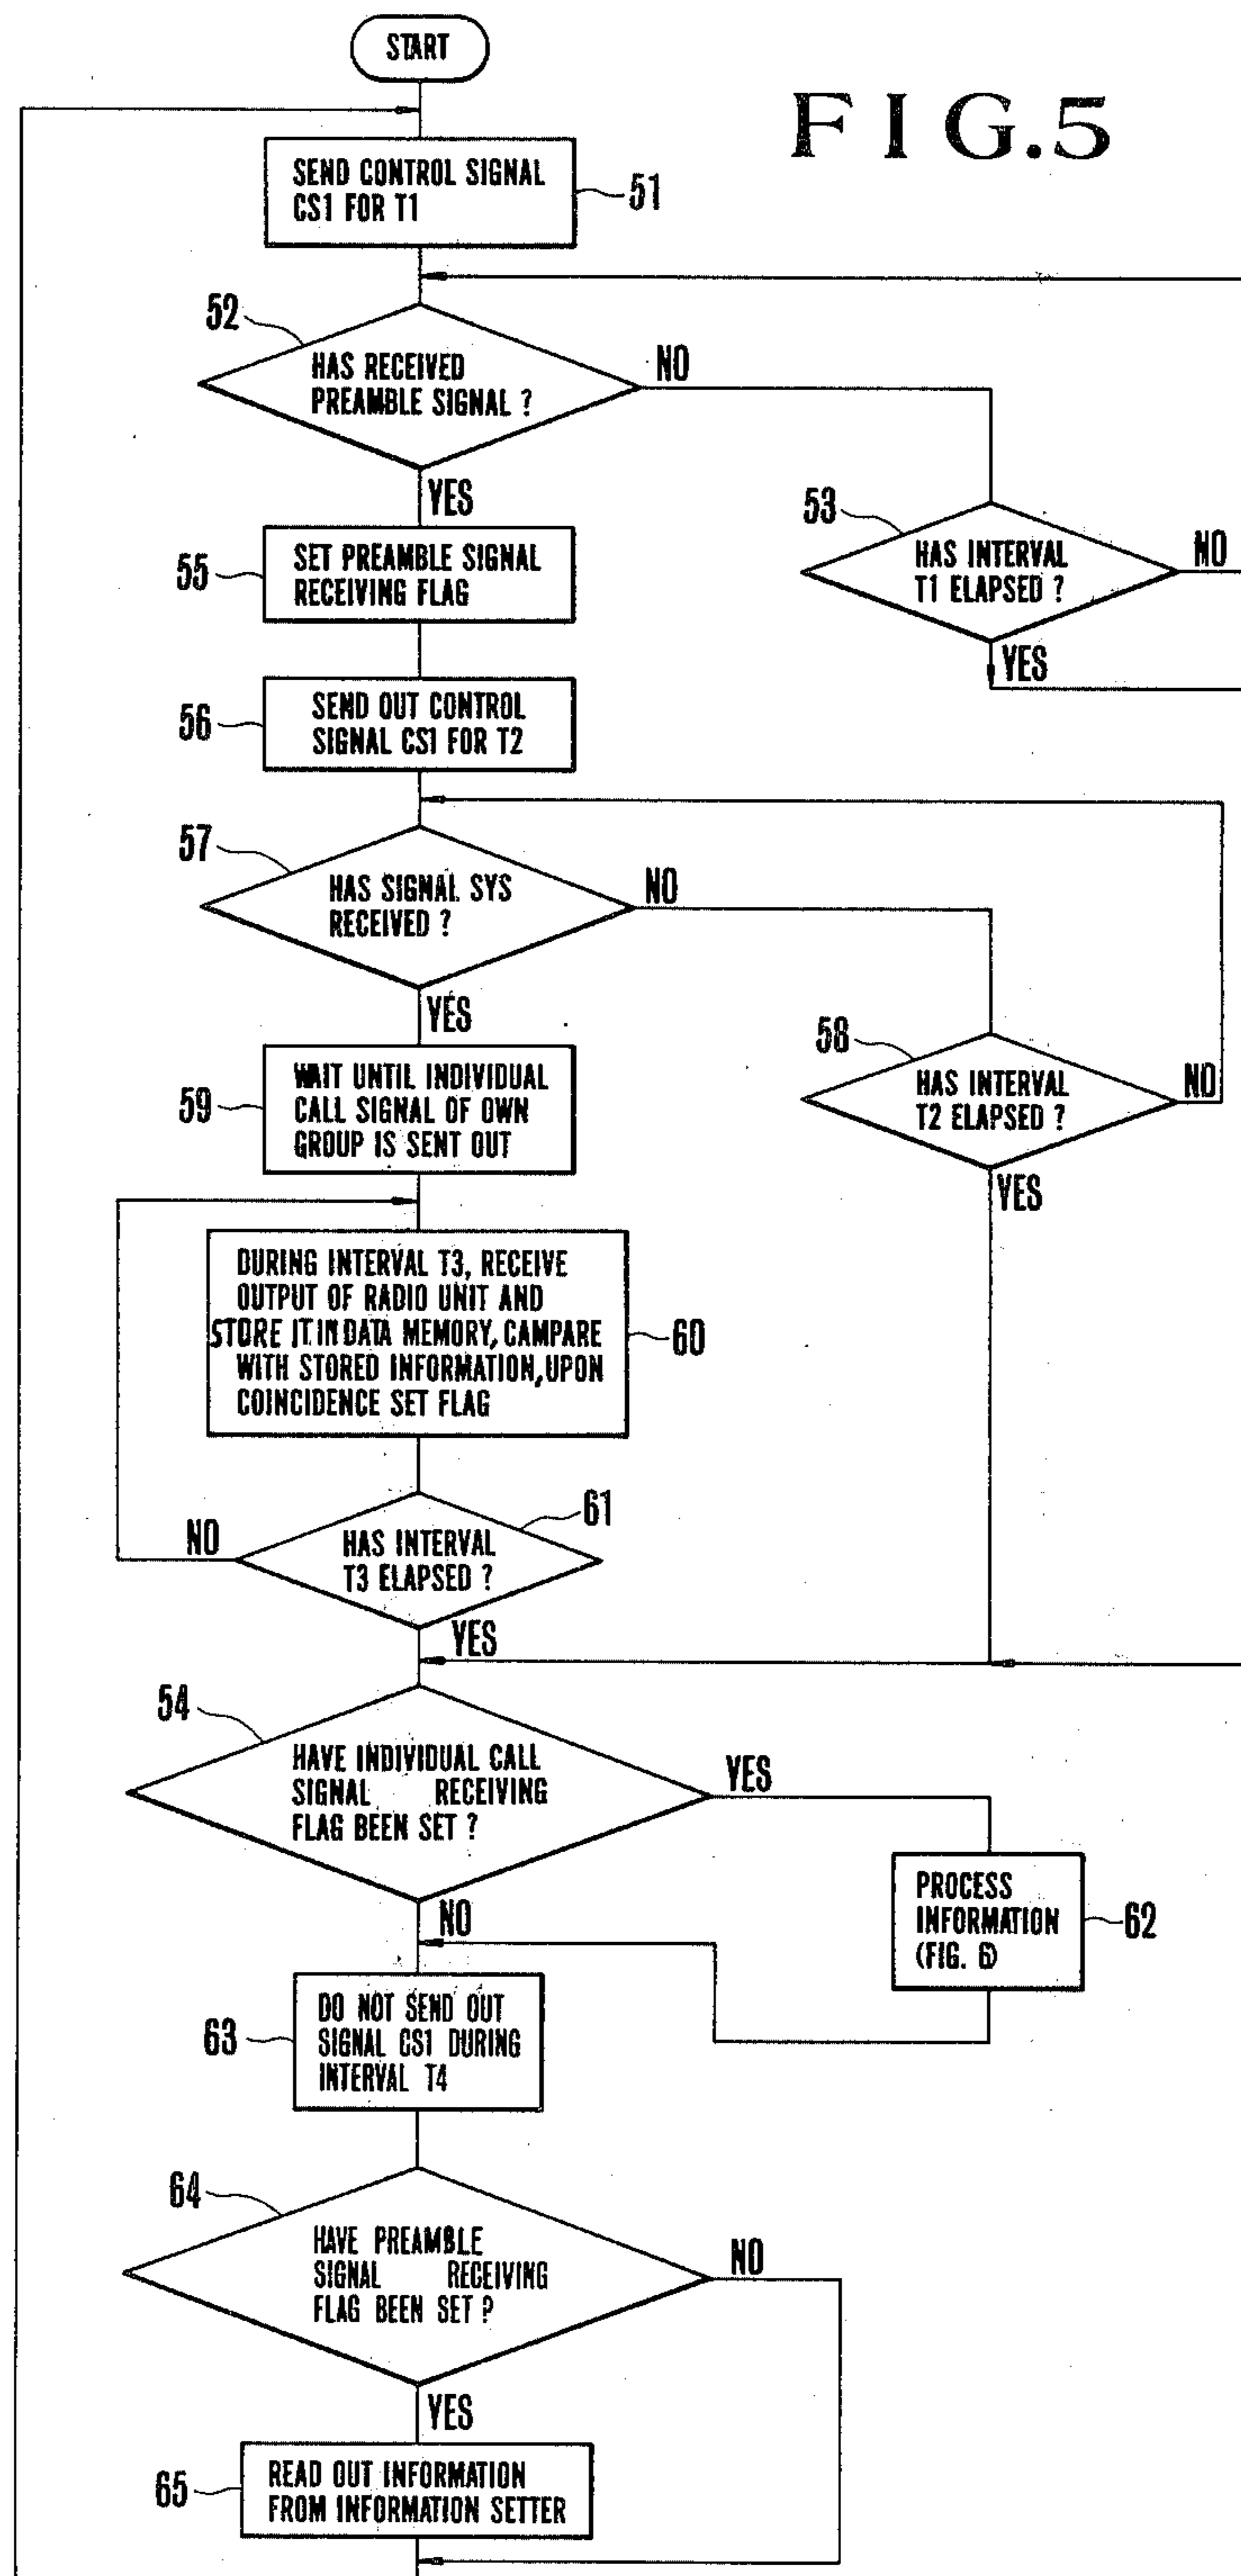 START
FIG.5
SEND CONTROL SIGNAL
CS1 FOR T1
51
52
HAS RECEIVED
PREAMBLE SIGNAL ?
NO
YES
53
HAS INTERVAL
T1 ELAPSED ?
NO
YES
55
SET PREAMBLE SIGNAL
RECEIVING FLAG
56
SEND OUT CONTROL
SIGNAL CS1 FOR T2
57
HAS SIGNAL SYS
RECEIVED ?
NO
YES
58
HAS INTERVAL
T2 ELAPSED ?
NO
YES
59
WAIT UNTIL INDIVIDUAL
CALL SIGNAL OF OWN
GROUP IS SENT OUT
DURING INTERVAL T3, RECEIVE
OUTPUT OF RADIO UNIT AND
STORE IT IN DATA MEMORY, CAMPARE
WITH STORED INFORMATION, UPON
COINCIDENCE SET FLAG
60
61
NO
HAS INTERVAL
T3 ELAPSED ?
YES
54
HAVE INDIVIDUAL CALL
SIGNAL RECEIVING
FLAG BEEN SET ?
YES
NO
PROCESS
INFORMATION
(FIG. 6)
62
63
DO NOT SEND OUT
SIGNAL CS1 DURING
INTERVAL T4
64
HAVE PREAMBLE
SIGNAL RECEIVING
FLAG BEEN SET ?
NO
YES
65
READ OUT INFORMATION
FROM INFORMATION SETTER